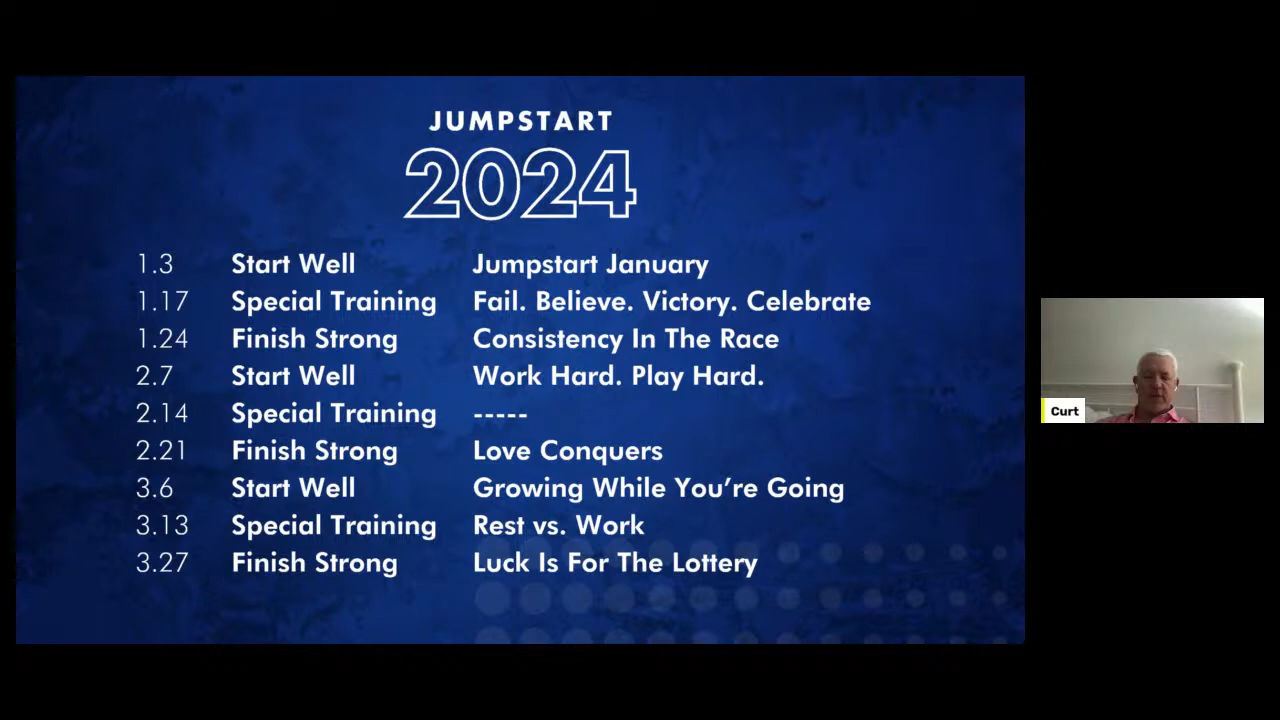 JUMPSTART
2024
1.3 Start Well Jumpstart January
1.17 Special Training Fail. Believe. Victory. Celebrate
1.24 Finish Strong Consistency In The Race
2.7 Start Well Work Hard. Play Hard.
2.14 Special Training -----
2.21 Finish Strong Love Conquers
3.6 Start Well Growing While You’re Going
3.13 Special Training Rest vs. Work
3.27 Finish Strong Luck Is For The Lottery
Curt